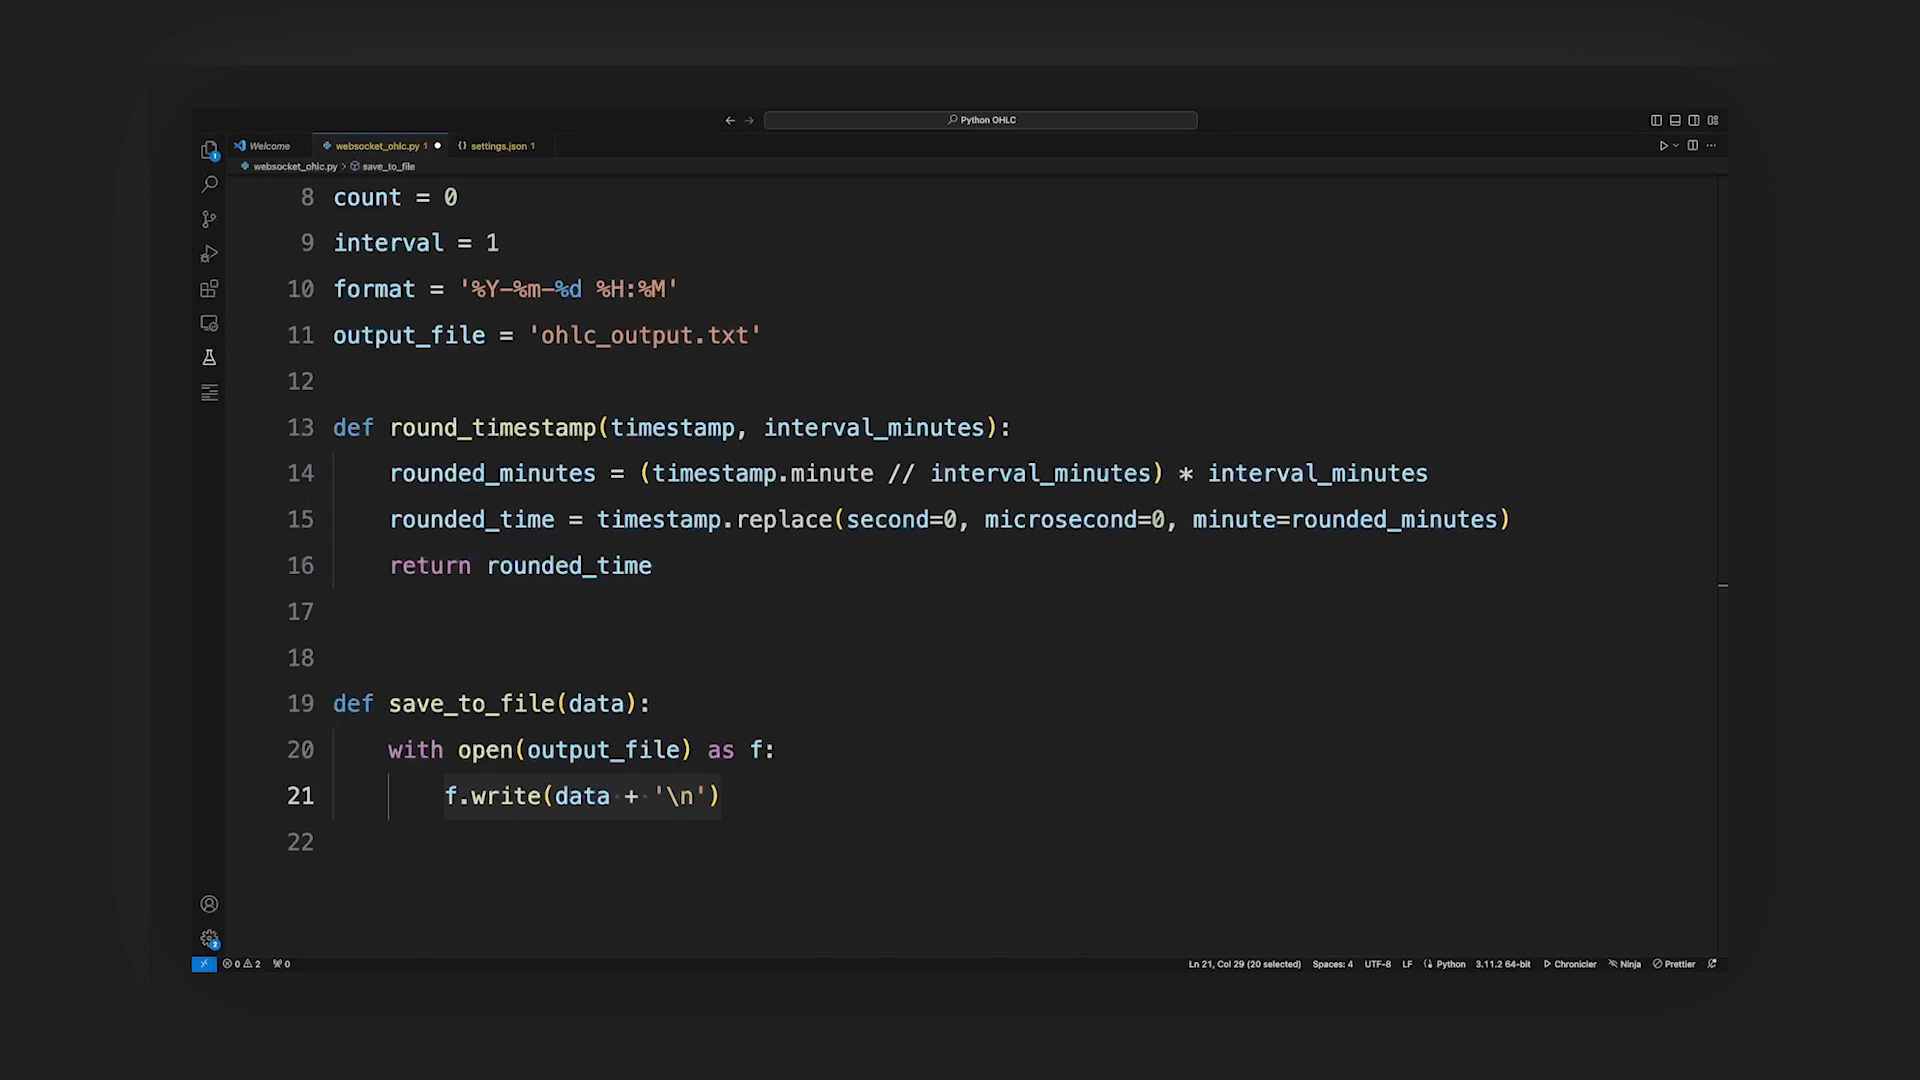 Python OHLC
Welcome
websocket_ohlc.py 1
settings.json 1
websocket_ohlc.py > save_to_file
8 count = 0
9 interval = 1
10 format = '%Y-%m-%d %H:%M'
11 output_file = 'ohlc_output.txt'
12
13 def round_timestamp(timestamp, interval_minutes):
14 rounded_minutes = (timestamp.minute // interval_minutes) * interval_minutes
15 rounded_time = timestamp.replace(second=0, microsecond=0, minute=rounded_minutes)
16 return rounded_time
17
18
19 def save_to_file(data):
20 with open(output_file) as f:
21 f.write(data + '\n')
22
0 2 0 Ln 21, Col 29 (20 selected) Spaces: 4 UTF-8 LF Python 3.11.2 64-bit Chronicler Ninja Prettier